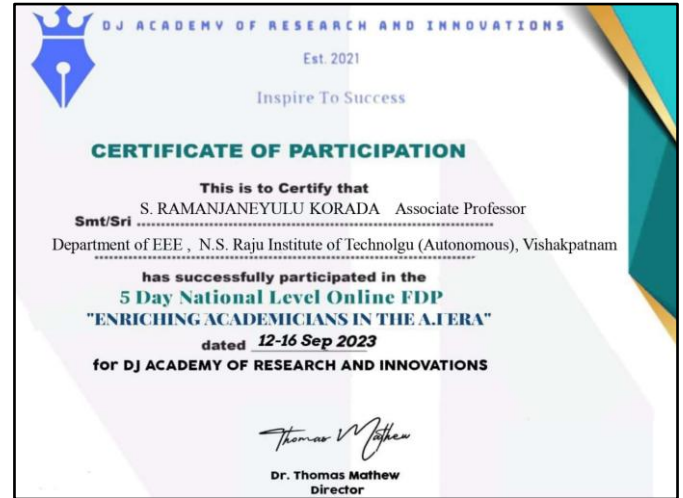 DJ ACADEMY OF RESEARCH AND INNOVATIONS
Est. 2021
Inspire To Success
CERTIFICATE OF PARTICIPATION
This is to Certify that
Smt/Sri S. RAMANJANEYULU KORADA Associate Professor
Department of EEE , N.S. Raju Institute of Technolgu (Autonomous), Vishakpatnam
has successfully participated in the
5 Day National Level Online FDP
"ENRICHING ACADEMICIANS IN THE A.I ERA"
dated 12-16 Sep 2023
for DJ ACADEMY OF RESEARCH AND INNOVATIONS
Thomas Mathew
Dr. Thomas Mathew
Director